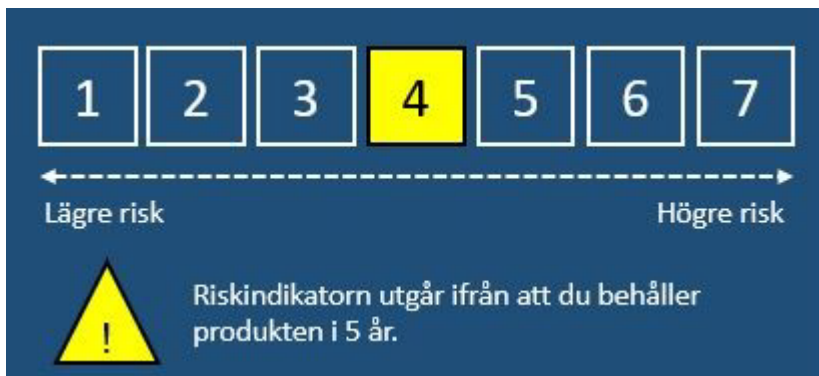 1 2 3 4 5 6 7
Lägre risk Högre risk
! Riskindikatorn utgår ifrån att du behåller
produkten i 5 år.